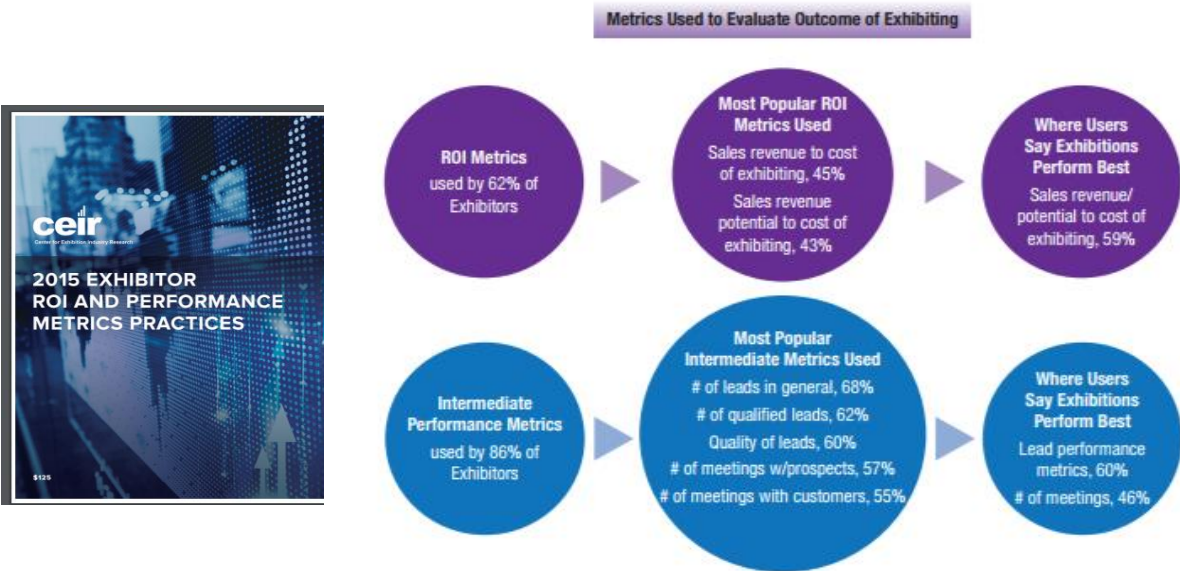 Metrics Used to Evaluate Outcome of Exhibiting
ceir
Center for Exhibition Industry Research
2015 EXHIBITOR
ROI AND PERFORMANCE
METRICS PRACTICES
$125
ROI Metrics
used by 62% of
Exhibitors
Most Popular ROI
Metrics Used
Sales revenue to cost
of exhibiting, 45%
Sales revenue
potential to cost of
exhibiting, 43%
Where Users
Say Exhibitions
Perform Best
Sales revenue/
potential to cost of
exhibiting, 59%
Intermediate
Performance Metrics
used by 86% of
Exhibitors
Most Popular
Intermediate Metrics Used
# of leads in general, 68%
# of qualified leads, 62%
Quality of leads, 60%
# of meetings w/prospects, 57%
# of meetings with customers, 55%
Where Users
Say Exhibitions
Perform Best
Lead performance
metrics, 60%
# of meetings, 46%